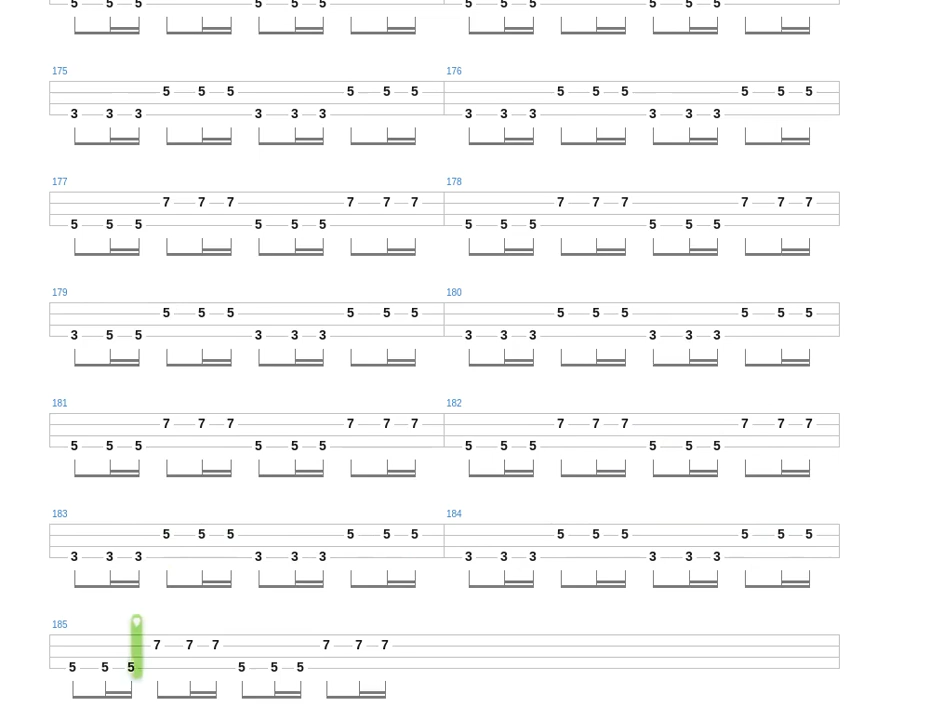 5 5 5 5 5 5 5 5 5 5 5 5
175 176
5 5 5 5 5 5 5 5 5 5 5 5
3 3 3 3 3 3 3 3 3 3 3 3
177 178
7 7 7 7 7 7 7 7 7 7 7 7
5 5 5 5 5 5 5 5 5 5 5 5
179 180
5 5 5 5 5 5 5 5 5 5 5 5
3 5 5 3 3 3 3 3 3 3 3 3
181 182
7 7 7 7 7 7 7 7 7 7 7 7
5 5 5 5 5 5 5 5 5 5 5 5
183 184
5 5 5 5 5 5 5 5 5 5 5 5
3 3 3 3 3 3 3 3 3 3 3 3
185
7 7 7 7 7 7
5 5 5 5 5 5